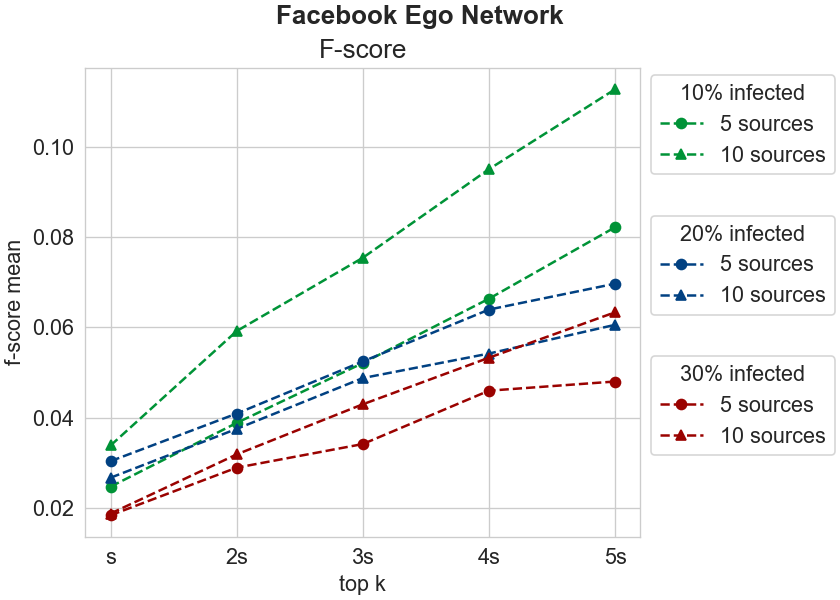 Facebook Ego Network
F-score
f-score mean
0.10
0.08
0.06
0.04
0.02
s 2s 3s 4s 5s
top k
10% infected
5 sources
10 sources
20% infected
5 sources
10 sources
30% infected
5 sources
10 sources